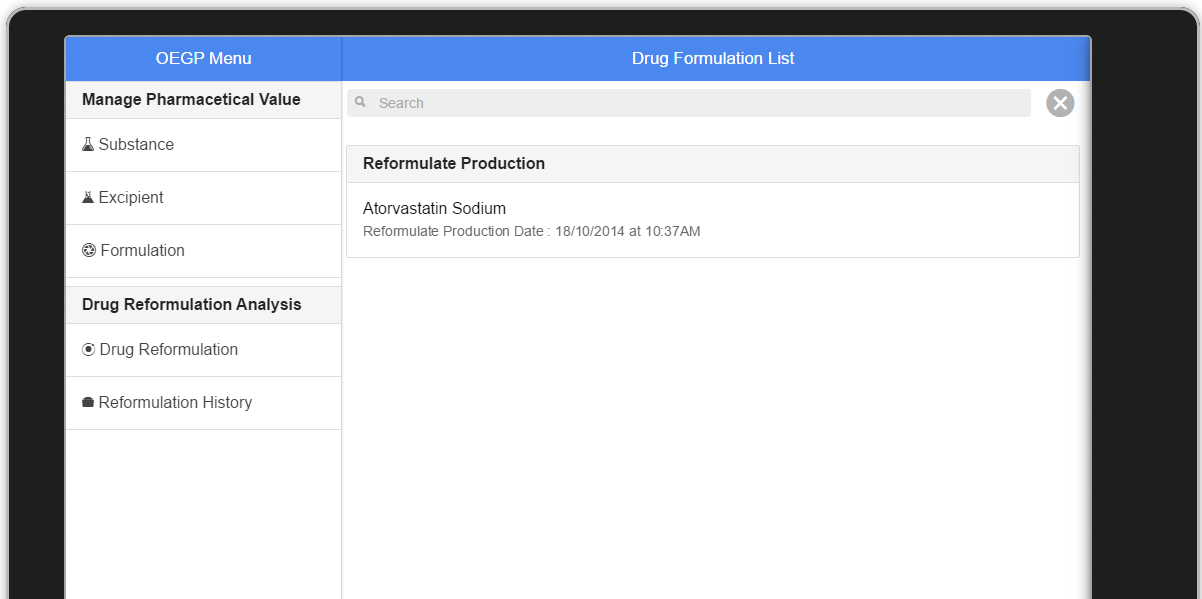 OEGP Menu
Drug Formulation List
Manage Pharmacetical Value
Substance
Excipient
Formulation
Drug Reformulation Analysis
Drug Reformulation
Reformulation History
Search
Reformulate Production
Atorvastatin Sodium
Reformulate Production Date : 18/10/2014 at 10:37AM